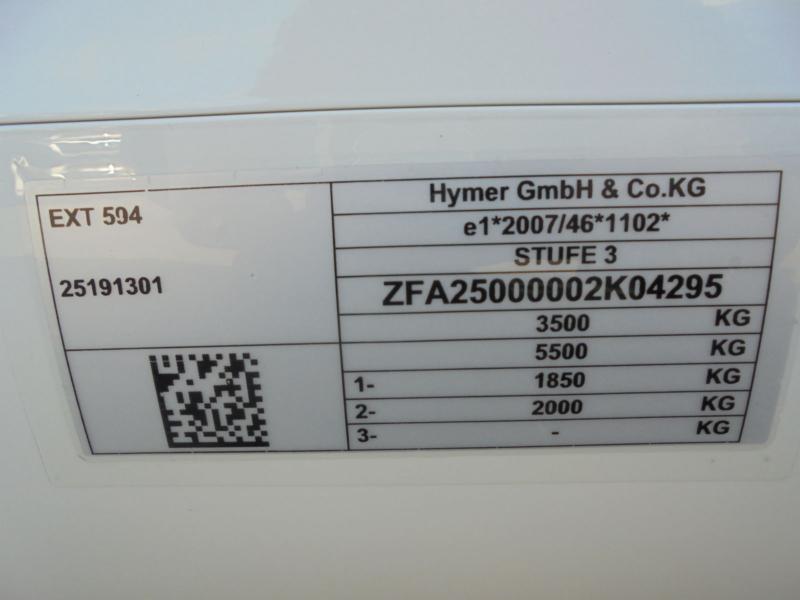 EXT 594
25191301
Hymer GmbH & Co.KG
e1*2007/46*1102*
STUFE 3
ZFA25000002K04295
3500 KG
5500 KG
1- 1850 KG
2- 2000 KG
3- - KG